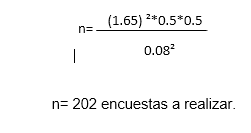 n= (1.65) ²*0.5*0.5
0.08²
n= 202 encuestas a realizar.